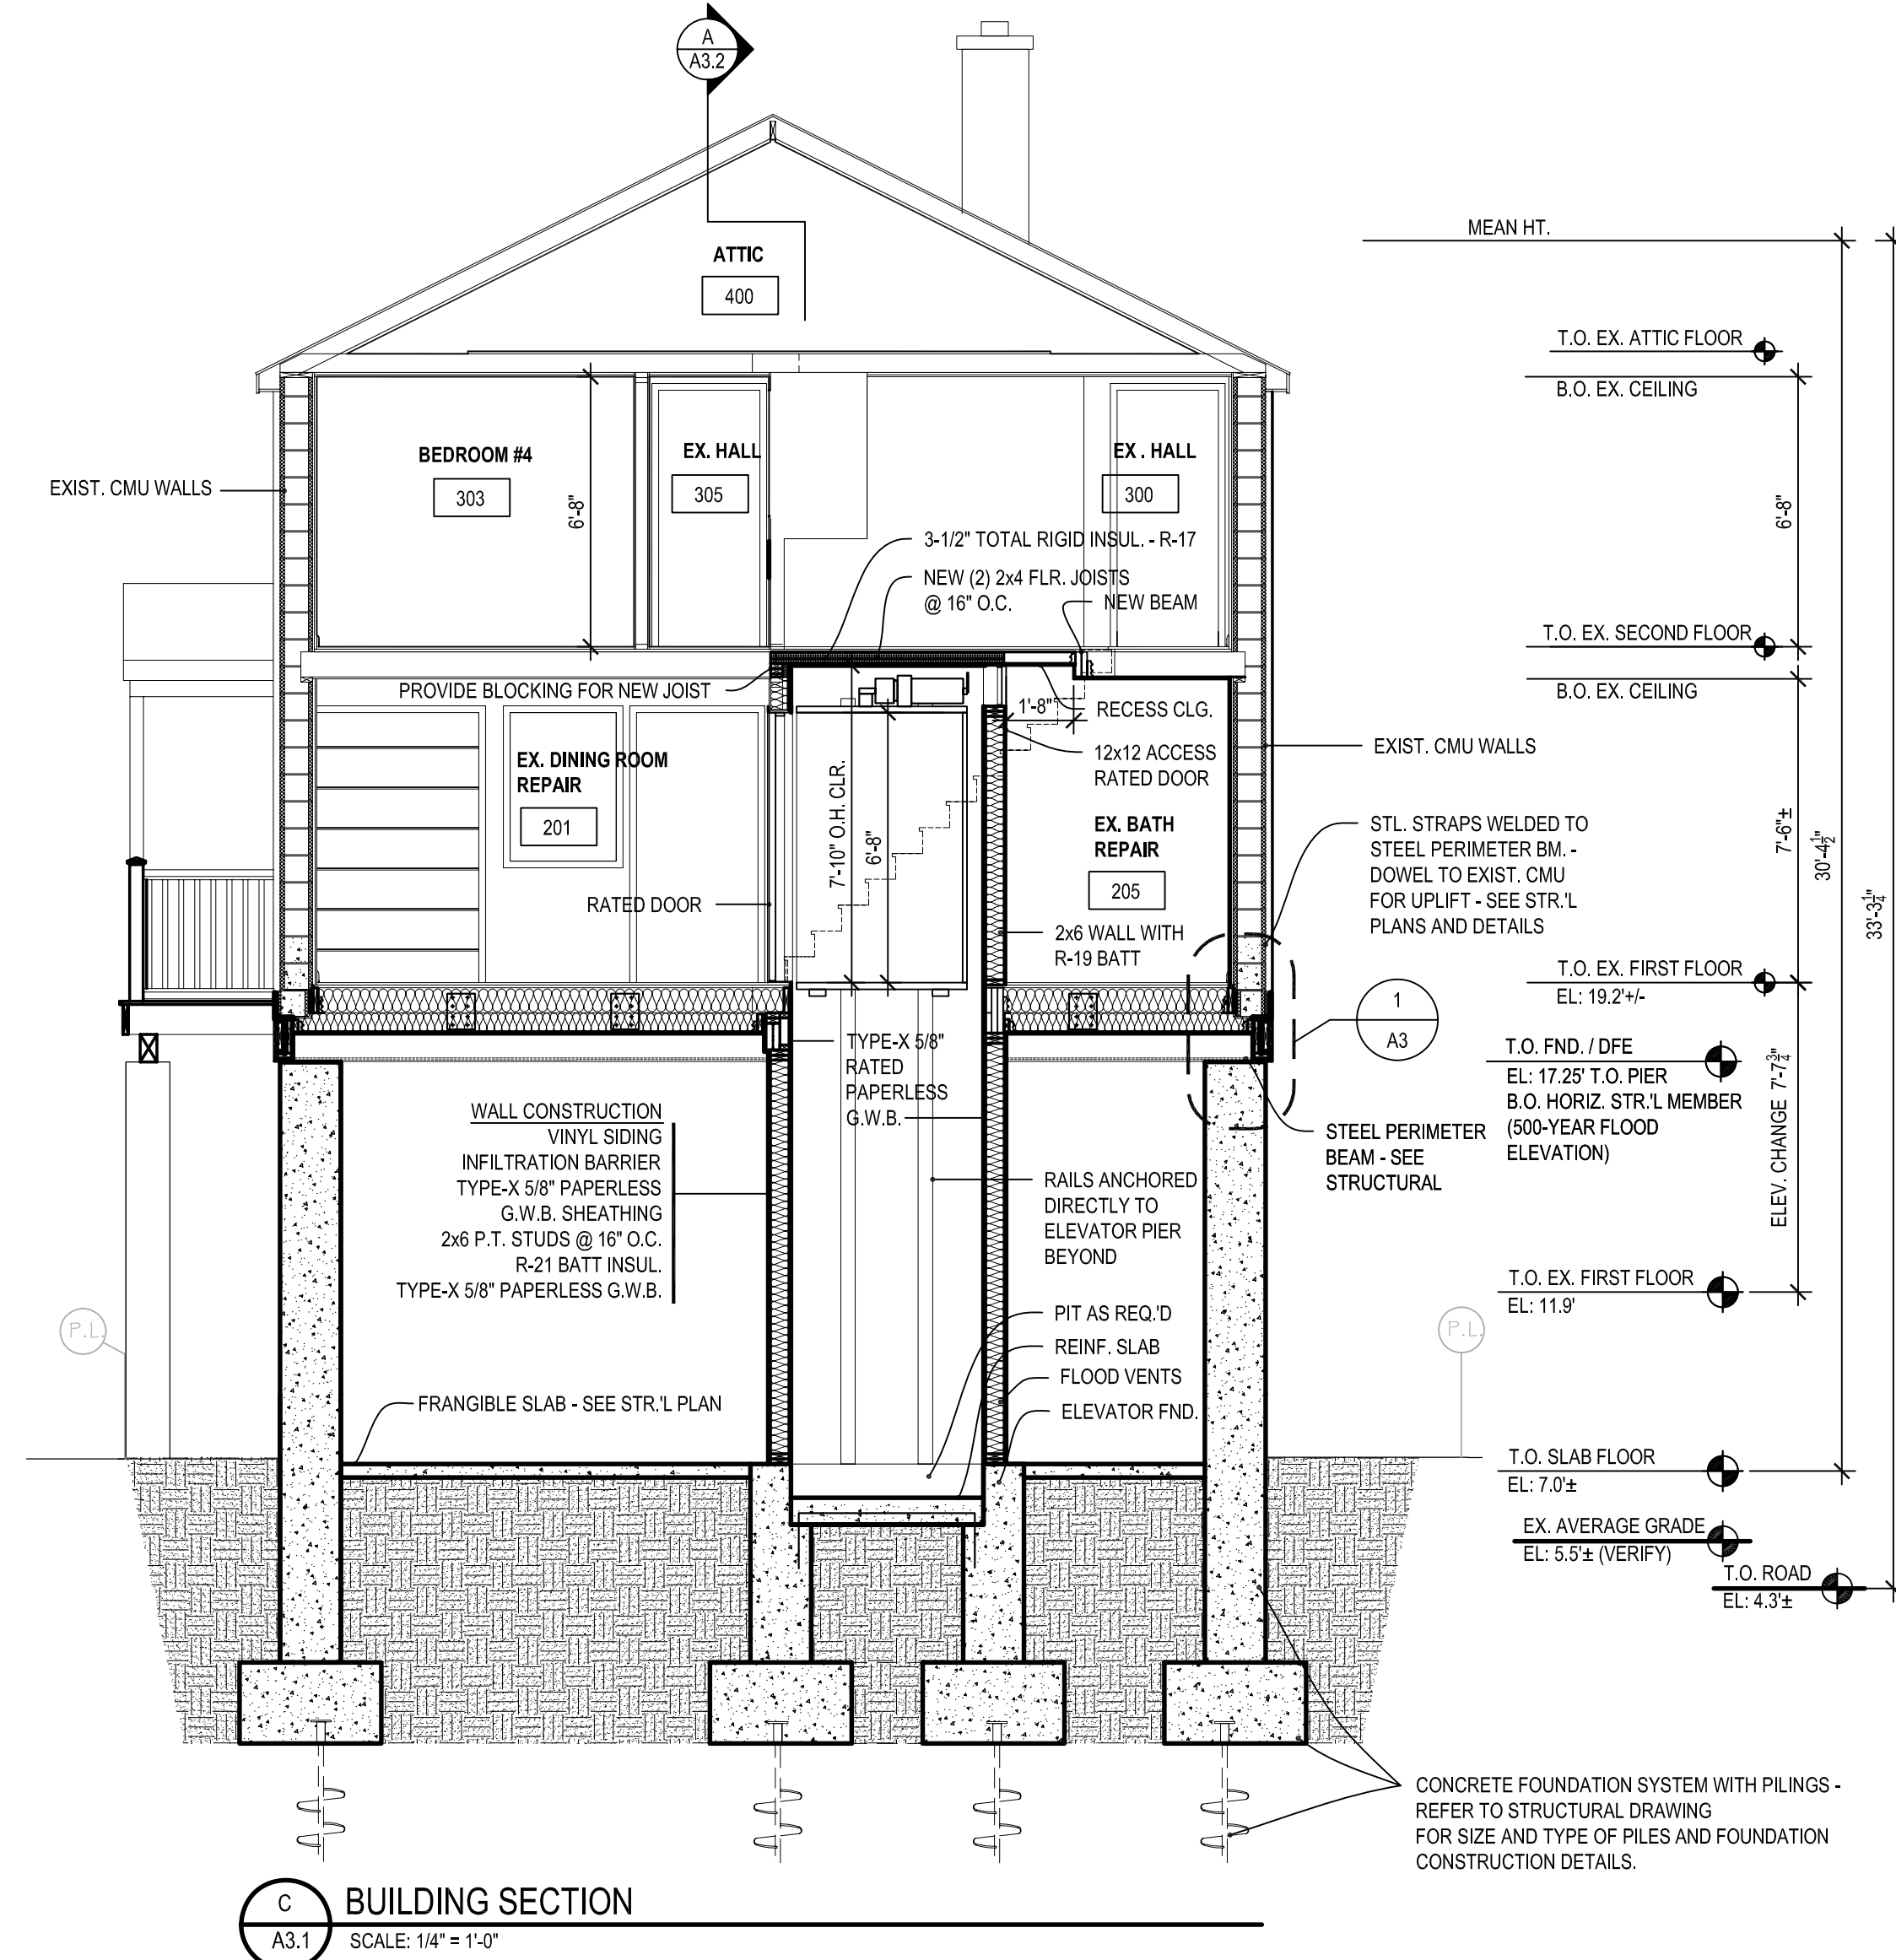 A
A3.2
MEAN HT.
ATTIC
400
T.O. EX. ATTIC FLOOR
B.O. EX. CEILING
BEDROOM #4
303
EX. HALL
305
EX . HALL
300
EXIST. CMU WALLS
6'-8"
6'-8"
3-1/2" TOTAL RIGID INSUL. - R-17
NEW (2) 2x4 FLR. JOISTS
@ 16" O.C.
NEW BEAM
T.O. EX. SECOND FLOOR
B.O. EX. CEILING
PROVIDE BLOCKING FOR NEW JOIST
1'-8"
RECESS CLG.
12x12 ACCESS
RATED DOOR
EXIST. CMU WALLS
EX. DINING ROOM
REPAIR
201
7'-10" O.H. CLR.
6'-8"
EX. BATH
REPAIR
205
STL. STRAPS WELDED TO
STEEL PERIMETER BM. -
DOWEL TO EXIST. CMU
FOR UPLIFT - SEE STR.'L
PLANS AND DETAILS
7'-6"±
30'-4 1/2"
33'-3 1/4"
RATED DOOR
2x6 WALL WITH
R-19 BATT
T.O. EX. FIRST FLOOR
EL: 19.2'+/-
1
A3
TYPE-X 5/8"
RATED
PAPERLESS
G.W.B.
T.O. FND. / DFE
EL: 17.25' T.O. PIER
B.O. HORIZ. STR.'L MEMBER
(500-YEAR FLOOD
ELEVATION)
ELEV. CHANGE 7'-7 3/4"
WALL CONSTRUCTION
VINYL SIDING
INFILTRATION BARRIER
TYPE-X 5/8" PAPERLESS
G.W.B. SHEATHING
2x6 P.T. STUDS @ 16" O.C.
R-21 BATT INSUL.
TYPE-X 5/8" PAPERLESS G.W.B.
STEEL PERIMETER
BEAM - SEE
STRUCTURAL
RAILS ANCHORED
DIRECTLY TO
ELEVATOR PIER
BEYOND
T.O. EX. FIRST FLOOR
EL: 11.9'
P.L.
P.L.
PIT AS REQ.'D
REINF. SLAB
FLOOD VENTS
ELEVATOR FND.
FRANGIBLE SLAB - SEE STR.'L PLAN
T.O. SLAB FLOOR
EL: 7.0'±
EX. AVERAGE GRADE
EL: 5.5'± (VERIFY)
T.O. ROAD
EL: 4.3'±
CONCRETE FOUNDATION SYSTEM WITH PILINGS -
REFER TO STRUCTURAL DRAWING
FOR SIZE AND TYPE OF PILES AND FOUNDATION
CONSTRUCTION DETAILS.
C
A3.1
BUILDING SECTION
SCALE: 1/4" = 1'-0"